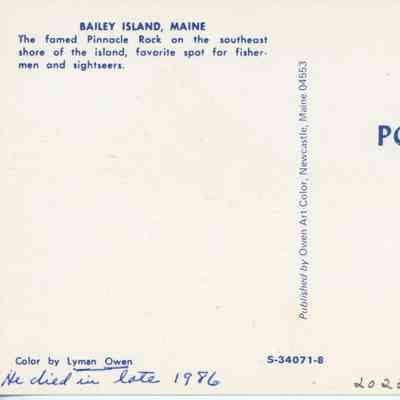 BAILEY ISLAND, MAINE
The famed Pinnacle Rock on the southeast
shore of the island, favorite spot for fisher-
men and sightseers.
Published by Owen Art Color, Newcastle, Maine 04553
PO
Color by Lyman Owen
S-34071-B
He died in late 1986
202